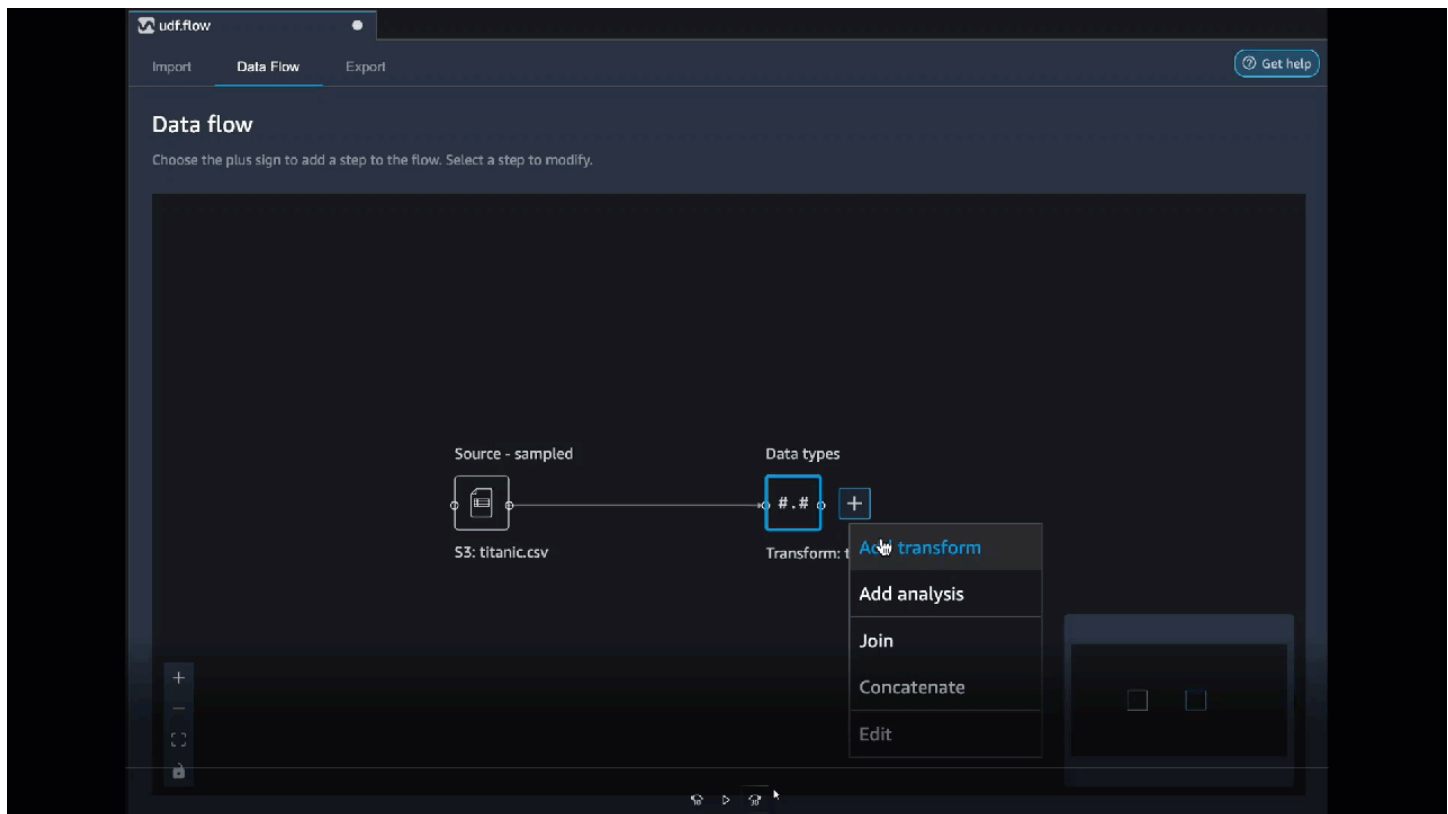 udf.flow
Import Data Flow Export
Get help
Data flow
Choose the plus sign to add a step to the flow. Select a step to modify.
Source - sampled Data types
#.#
S3: titanic.csv Transform: t
Add transform
Add analysis
Join
Concatenate
Edit
10 30